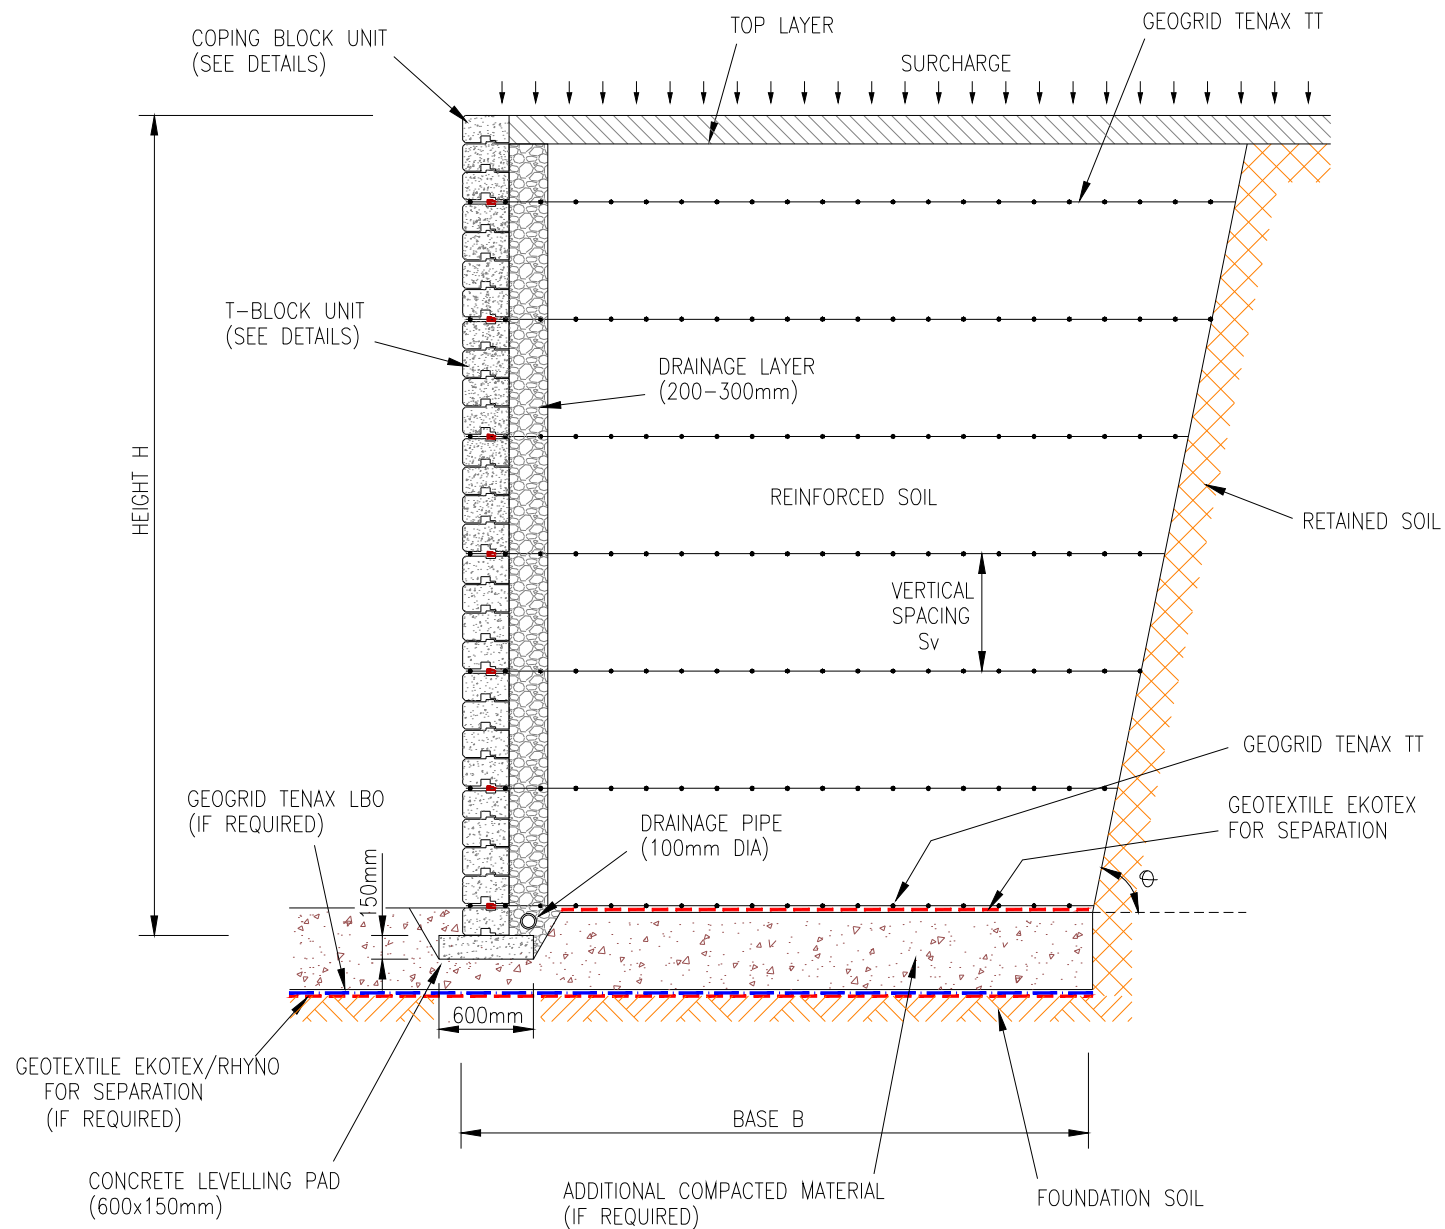 COPING BLOCK UNIT
(SEE DETAILS)
TOP LAYER
GEOGRID TENAX TT
SURCHARGE
T-BLOCK UNIT
(SEE DETAILS)
DRAINAGE LAYER
(200-300mm)
HEIGHT H
REINFORCED SOIL
RETAINED SOIL
VERTICAL
SPACING
Sv
GEOGRID TENAX TT
GEOTEXTILE EKOTEX
FOR SEPARATION
GEOGRID TENAX LBO
(IF REQUIRED)
DRAINAGE PIPE
(100mm DIA)
150mm
Ø
600mm
GEOTEXTILE EKOTEX/RHYNO
FOR SEPARATION
(IF REQUIRED)
BASE B
CONCRETE LEVELLING PAD
(600x150mm)
ADDITIONAL COMPACTED MATERIAL
(IF REQUIRED)
FOUNDATION SOIL